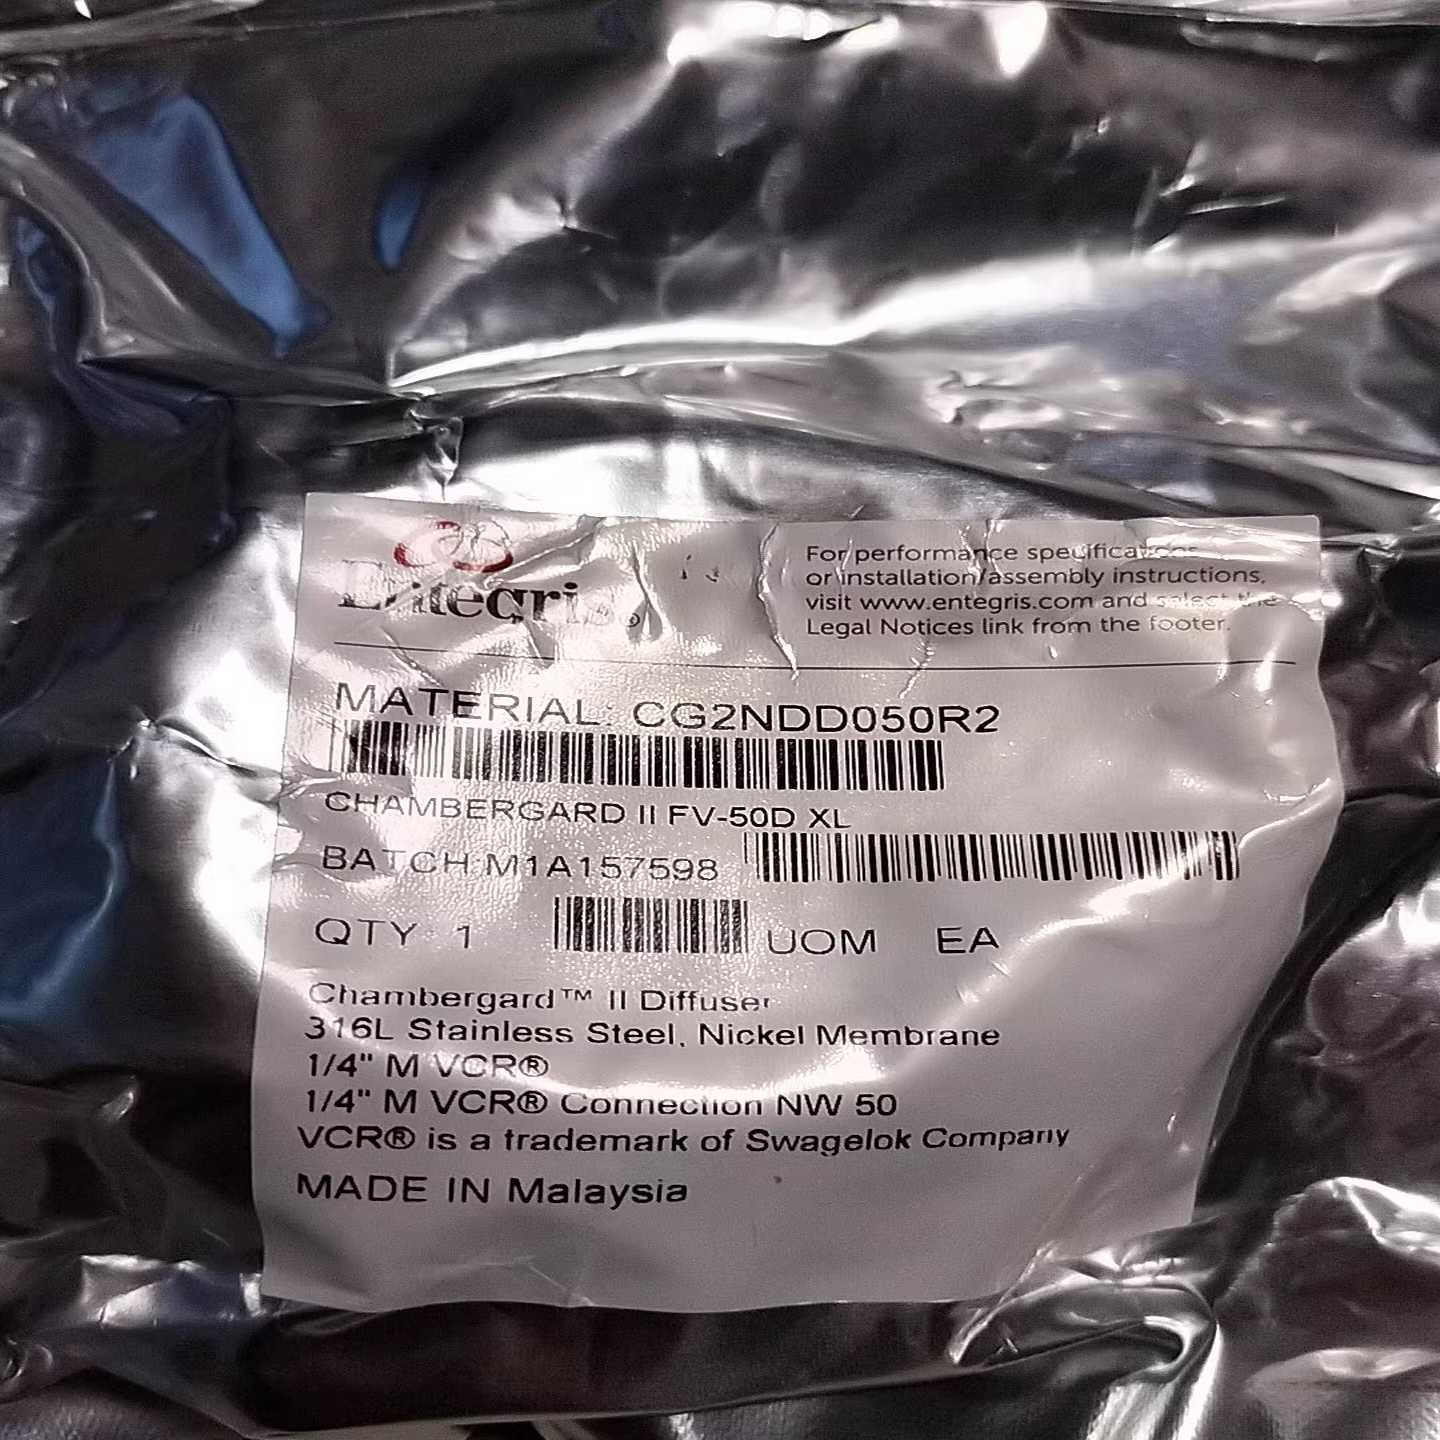 Entegris
For performance specifications
or installation/assembly instructions,
visit www.entegris.com and select the
Legal Notices link from the footer.
MATERIAL: CG2NDD050R2
CHAMBERGARD II FV-50D XL
BATCH M1A157598
QTY 1 UOM EA
Chambergard™ II Diffuser
316L Stainless Steel, Nickel Membrane
1/4" M VCR®
1/4" M VCR® Connection NW 50
VCR® is a trademark of Swagelok Company
MADE IN Malaysia